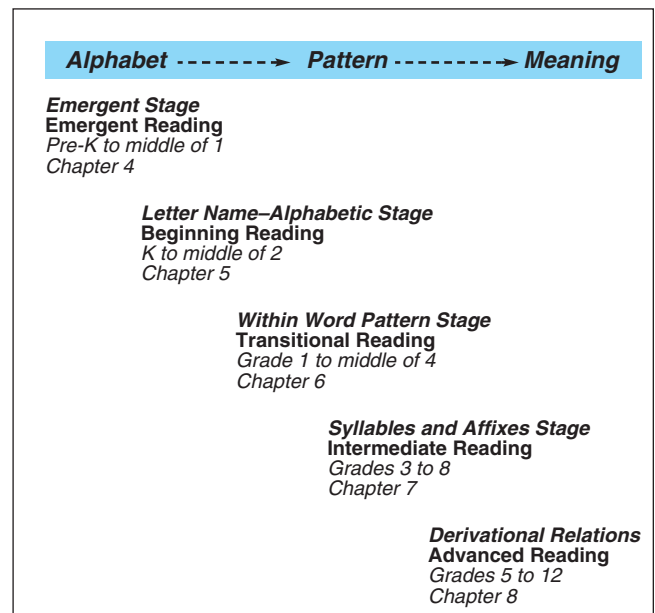 Alphabet -----------> Pattern -----------> Meaning
Emergent Stage
Emergent Reading
Pre-K to middle of 1
Chapter 4
Letter Name–Alphabetic Stage
Beginning Reading
K to middle of 2
Chapter 5
Within Word Pattern Stage
Transitional Reading
Grade 1 to middle of 4
Chapter 6
Syllables and Affixes Stage
Intermediate Reading
Grades 3 to 8
Chapter 7
Derivational Relations
Advanced Reading
Grades 5 to 12
Chapter 8